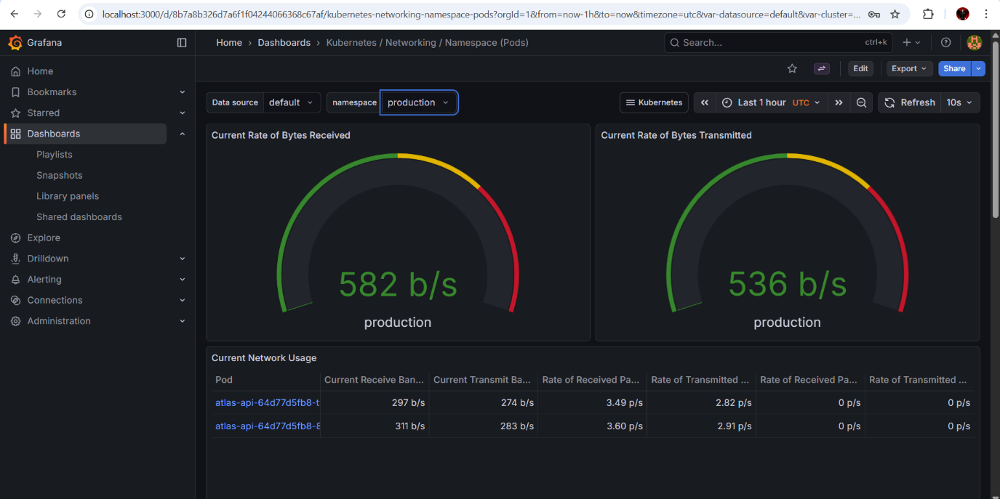 localhost:3000/d/8b7a8b326d7a6f1f04244066368c67af/kubernetes-networking-namespace-pods?orgId=1&from=now-1h&to=now&timezone=utc&var-datasource=default&var-cluster=...
Grafana
Home › Dashboards › Kubernetes / Networking / Namespace (Pods)
Search... ctrl+k
Home
Bookmarks
Starred
Dashboards
Playlists
Snapshots
Library panels
Shared dashboards
Explore
Drilldown
Alerting
Connections
Administration
Edit Export Share
Data source default namespace production Kubernetes Last 1 hour UTC Refresh 10s
Current Rate of Bytes Received
582 b/s
production
Current Rate of Bytes Transmitted
536 b/s
production
Current Network Usage
Pod Current Receive Ban... Current Transmit Ba... Rate of Received Pa... Rate of Transmitted ... Rate of Received Pa... Rate of Transmitted ...
atlas-api-64d77d5fb8-t 297 b/s 274 b/s 3.49 p/s 2.82 p/s 0 p/s 0 p/s
atlas-api-64d77d5fb8-8 311 b/s 283 b/s 3.60 p/s 2.91 p/s 0 p/s 0 p/s